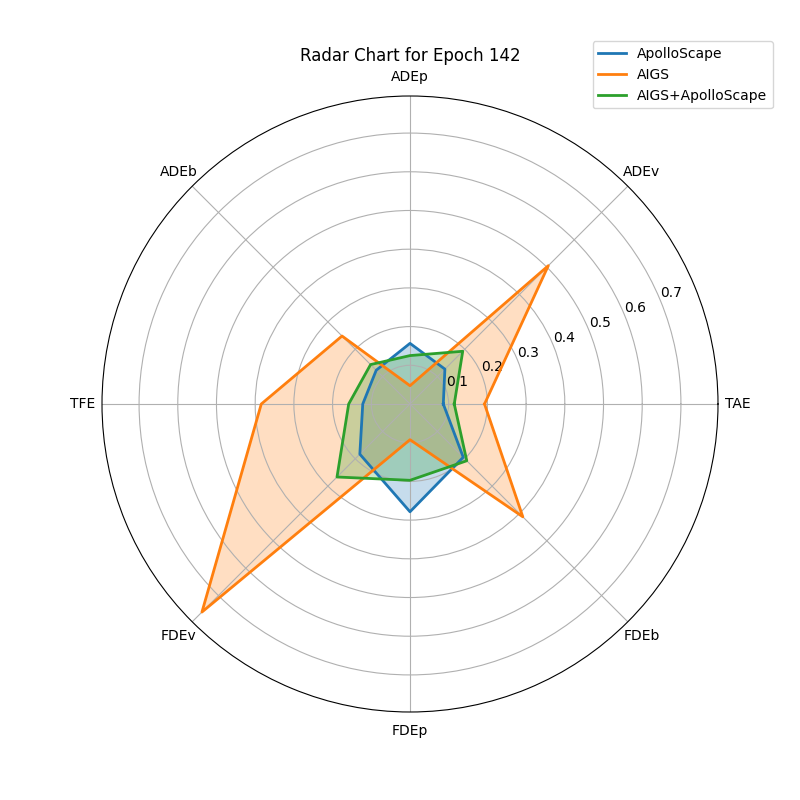 Radar Chart for Epoch 142
ApolloScape
AIGS
AIGS+ApolloScape
ADEp
ADEb
ADEv
0.7
0.6
0.5
0.4
0.3
0.2
0.1
TFE
TAE
FDEv
FDEb
FDEp